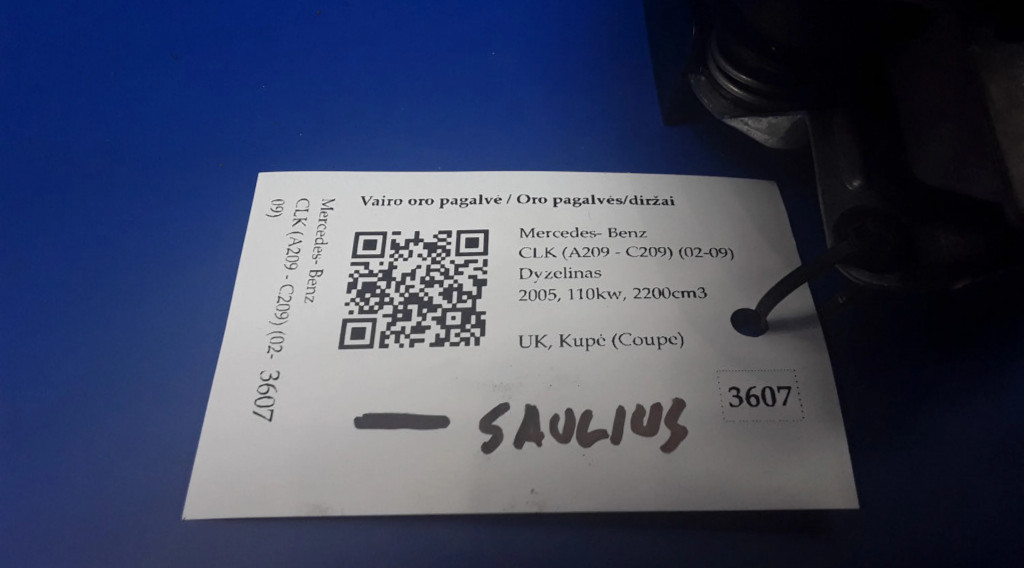 Vairo oro pagalvė / Oro pagalvės/diržai
Mercedes- Benz
CLK (A209 - C209) (02-09)
Dyzelinas
2005, 110kw, 2200cm3
UK, Kupė (Coupe)
3607
SAULIUS
Mercedes- Benz
CLK (A209 - C209) (02-
09)
3607